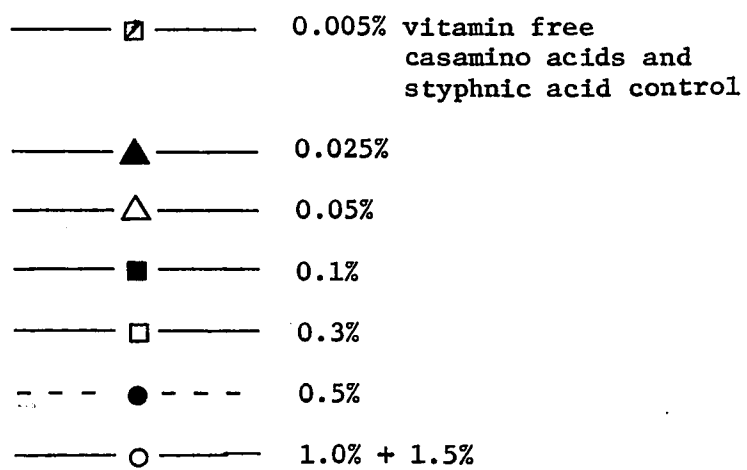 0.005% vitamin free
casamino acids and
styphnic acid control
0.025%
0.05%
0.1%
0.3%
0.5%
1.0% + 1.5%